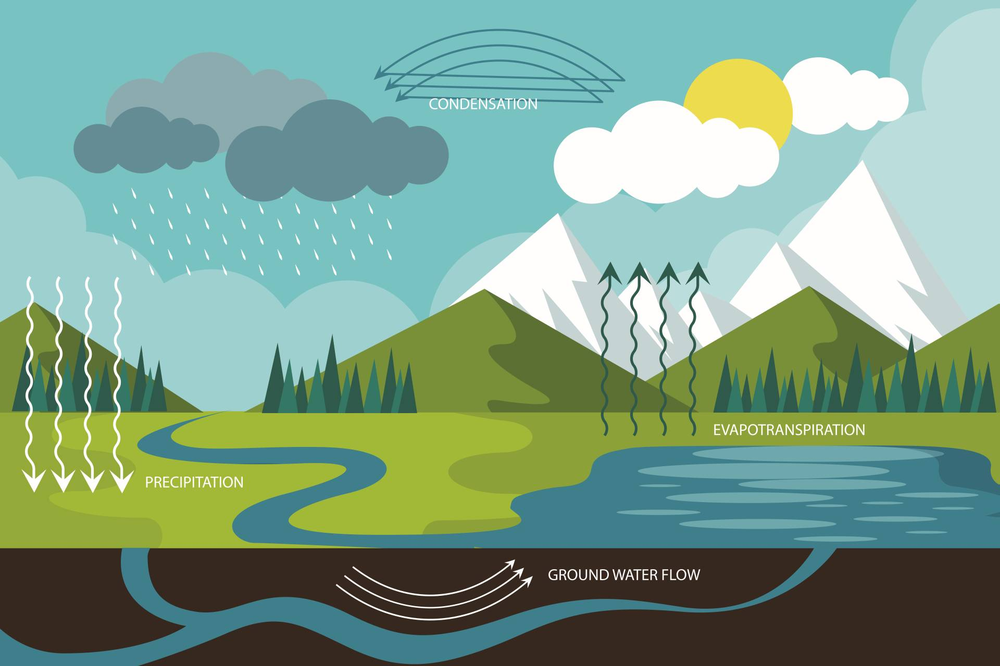 CONDENSATION
EVAPOTRANSPIRATION
PRECIPITATION
GROUND WATER FLOW